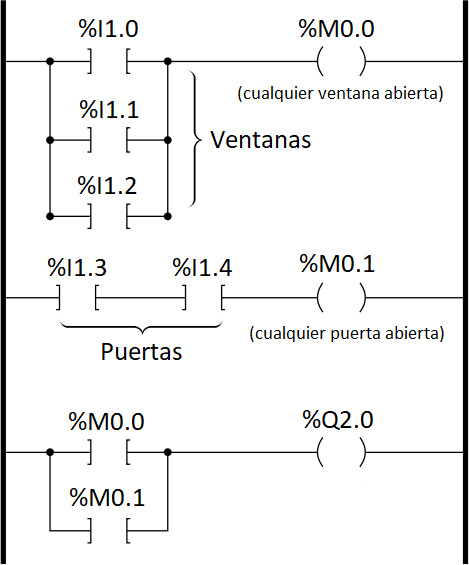 %I1.0
%M0.0
(cualquier ventana abierta)
%I1.1
Ventanas
%I1.2
%I1.3
%I1.4
%M0.1
Puertas
(cualquier puerta abierta)
%M0.0
%Q2.0
%M0.1